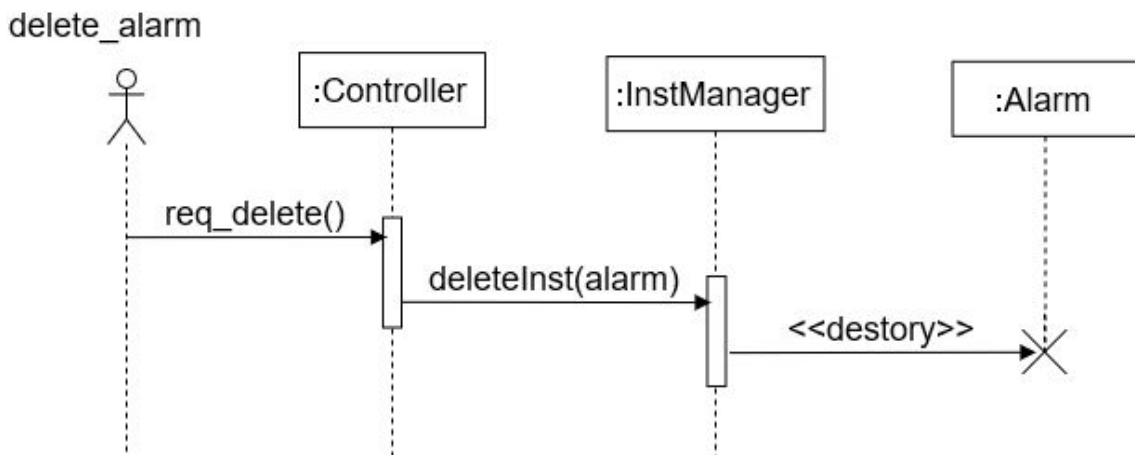 delete_alarm
:Controller
:InstManager
:Alarm
req_delete()
deleteInst(alarm)
<<destory>>